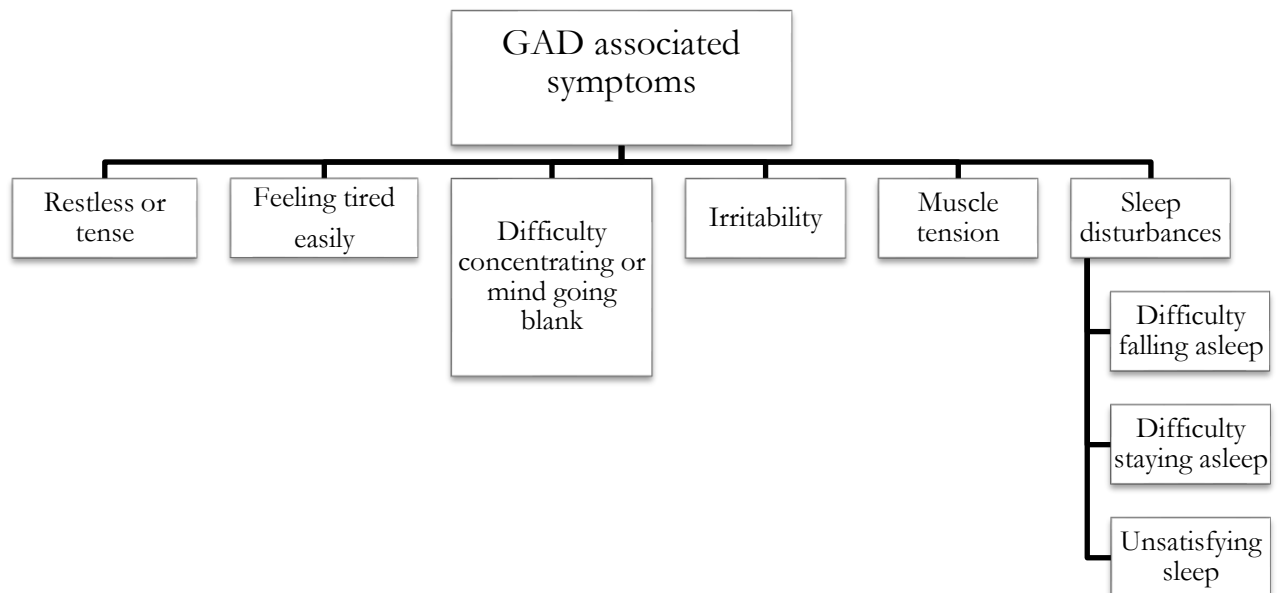 GAD associated
symptoms
Restless or
tense
Feeling tired
easily
Difficulty
concentrating or
mind going
blank
Irritability
Muscle
tension
Sleep
disturbances
Difficulty
falling asleep
Difficulty
staying asleep
Unsatisfying
sleep